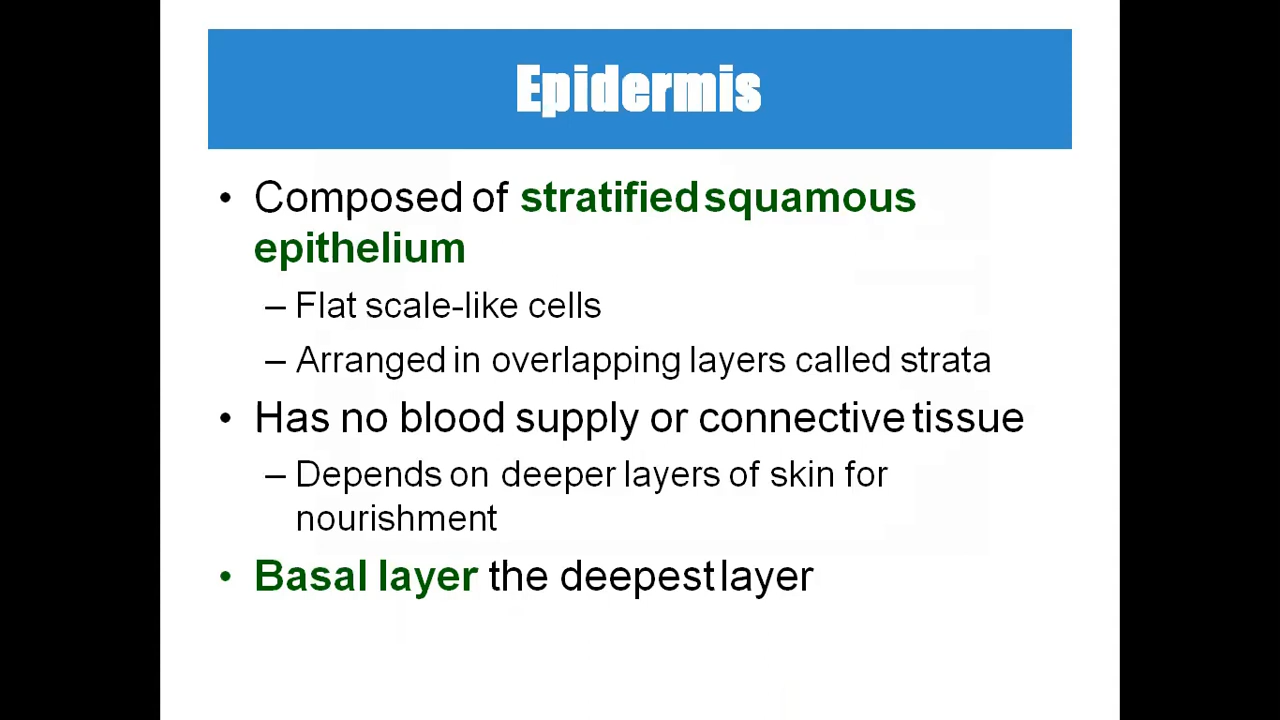 Epidermis
• Composed of stratified squamous
epithelium
– Flat scale-like cells
– Arranged in overlapping layers called strata
• Has no blood supply or connective tissue
– Depends on deeper layers of skin for
nourishment
• Basal layer the deepest layer